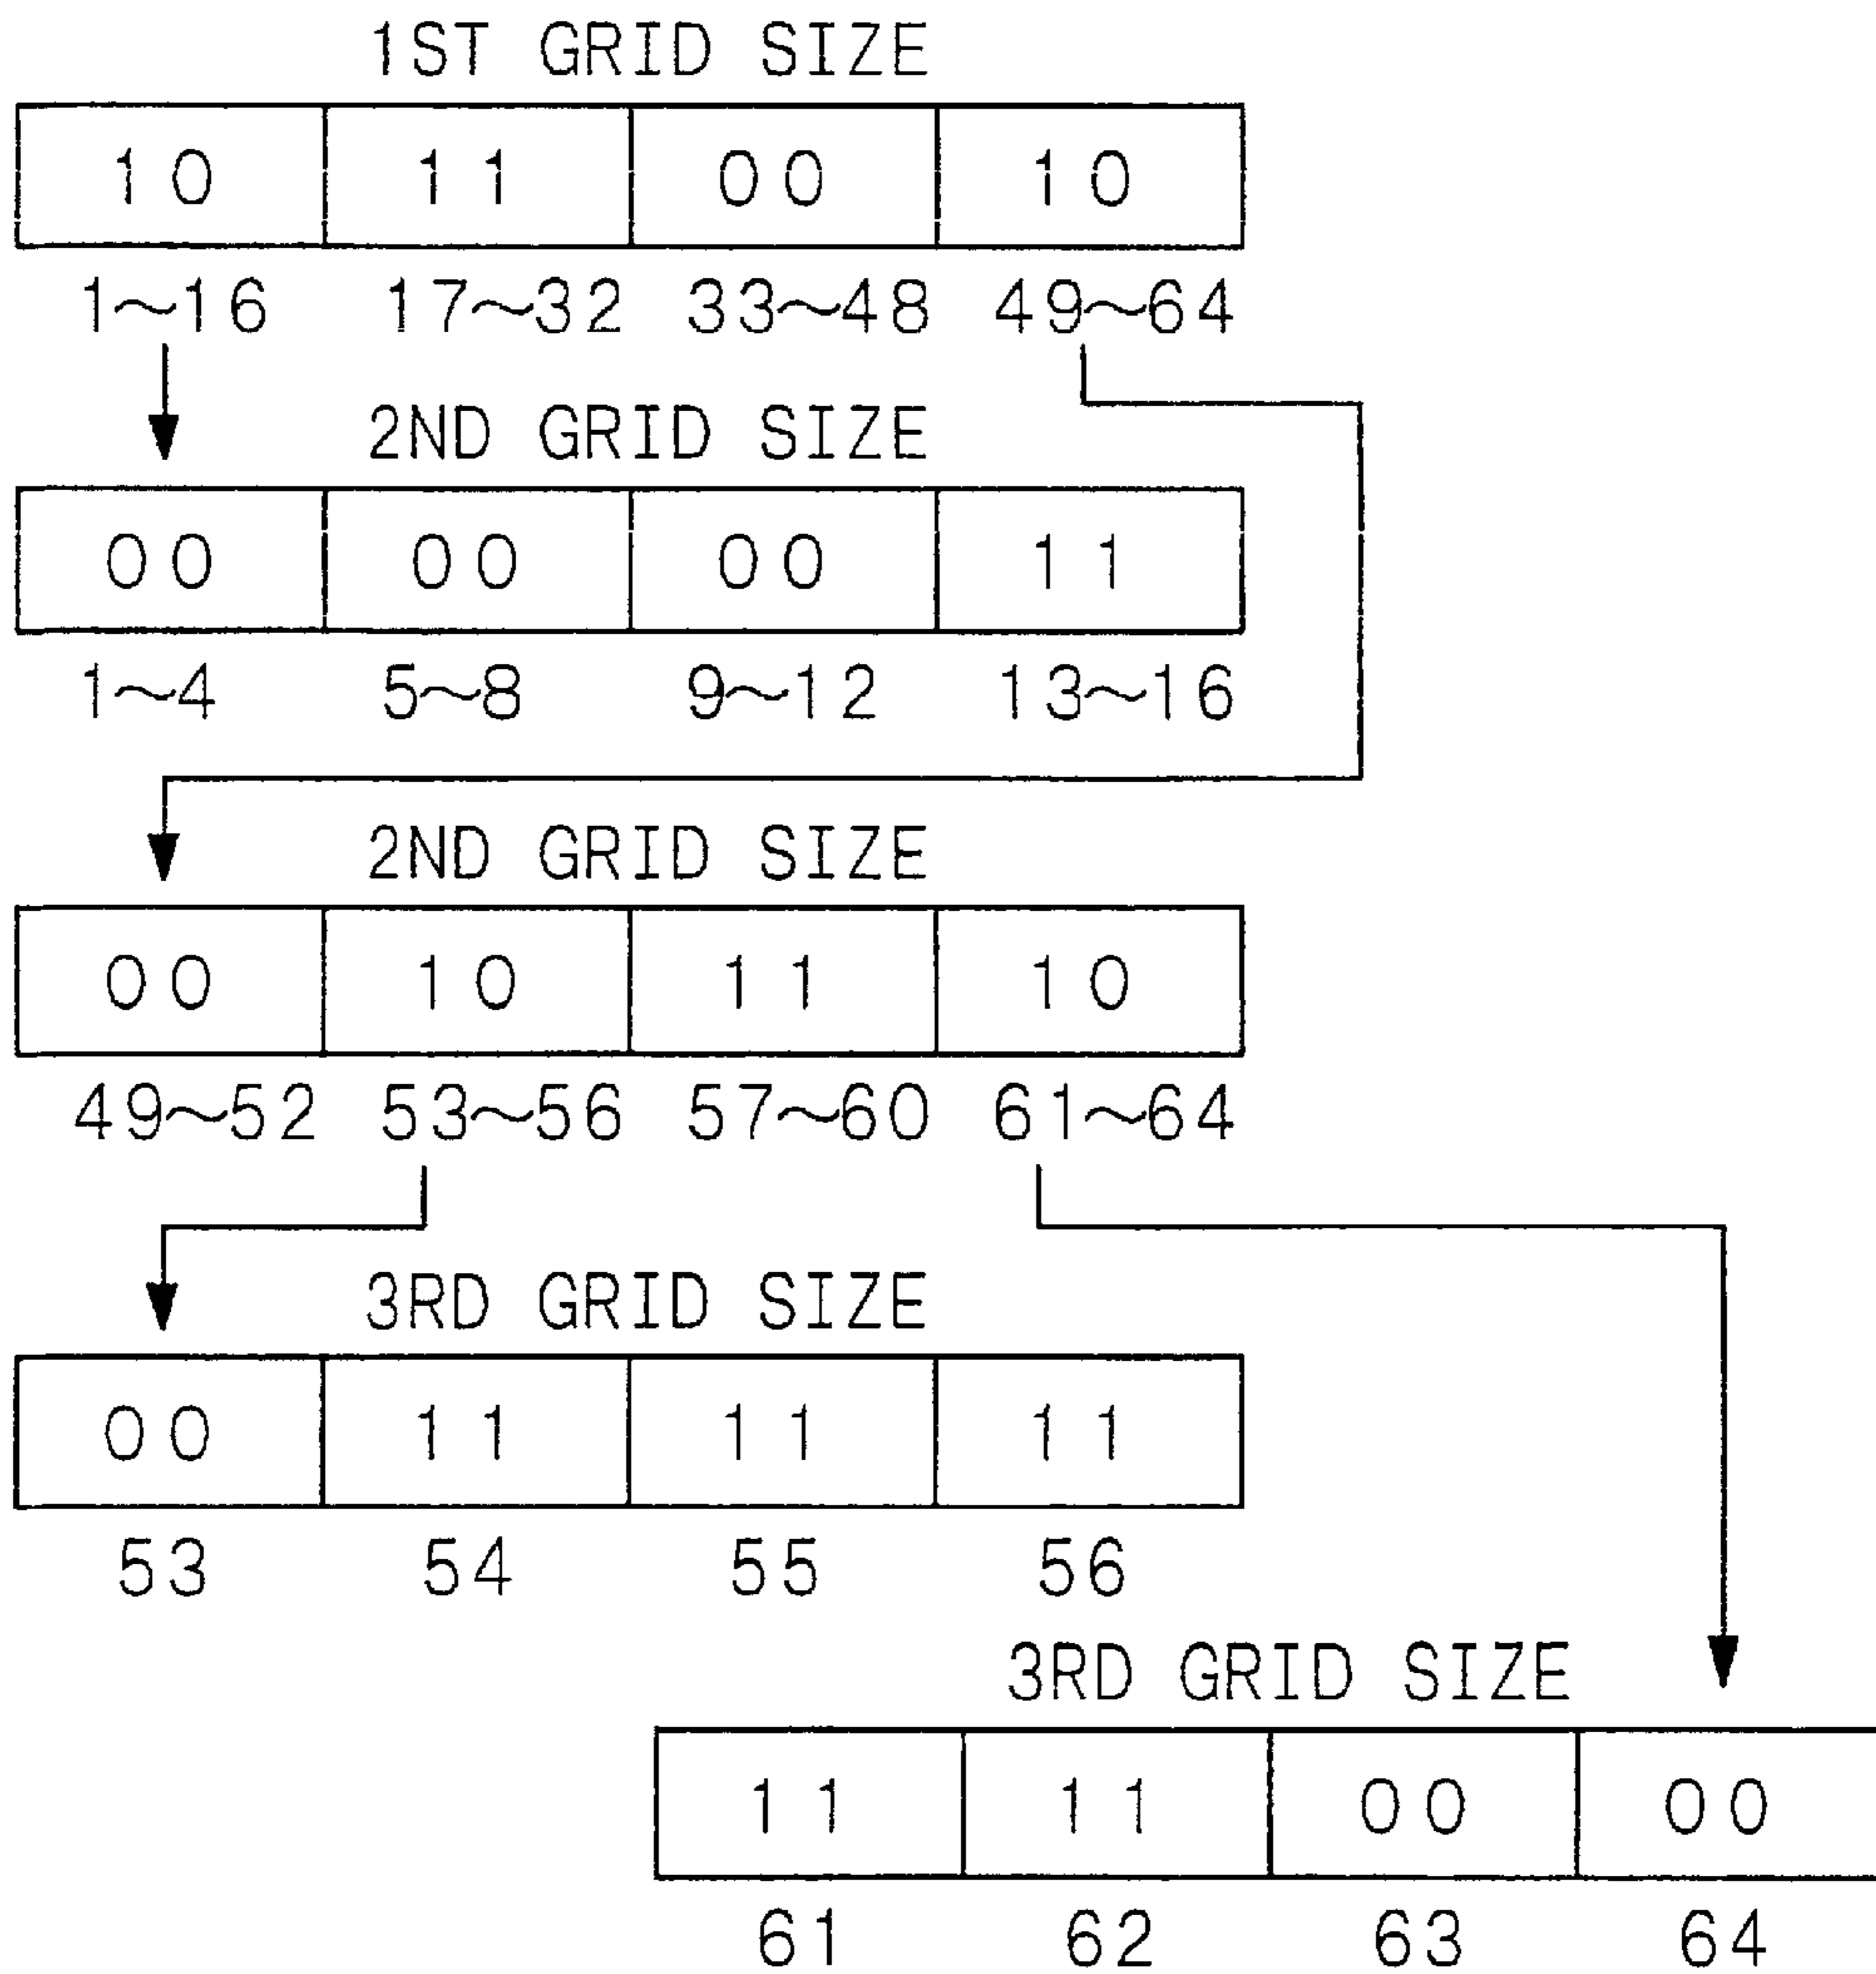 1ST GRID SIZE
10 11 00 10
1～16 17～32 33～48 49～64
2ND GRID SIZE
00 00 00 11
1～4 5～8 9～12 13～16
2ND GRID SIZE
00 10 11 10
49～52 53～56 57～60 61～64
3RD GRID SIZE
00 11 11 11
53 54 55 56
3RD GRID SIZE
11 11 00 00
61 62 63 64